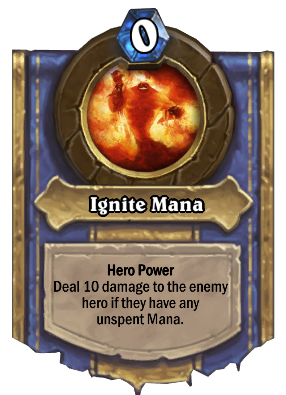 0
Ignite Mana
Hero Power
Deal 10 damage to the enemy
hero if they have any
unspent Mana.